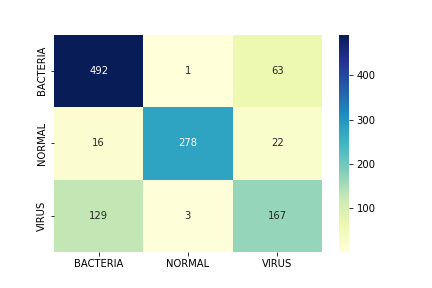 BACTERIA 492 1 63
NORMAL 16 278 22
VIRUS 129 3 167
BACTERIA NORMAL VIRUS
400
300
200
100